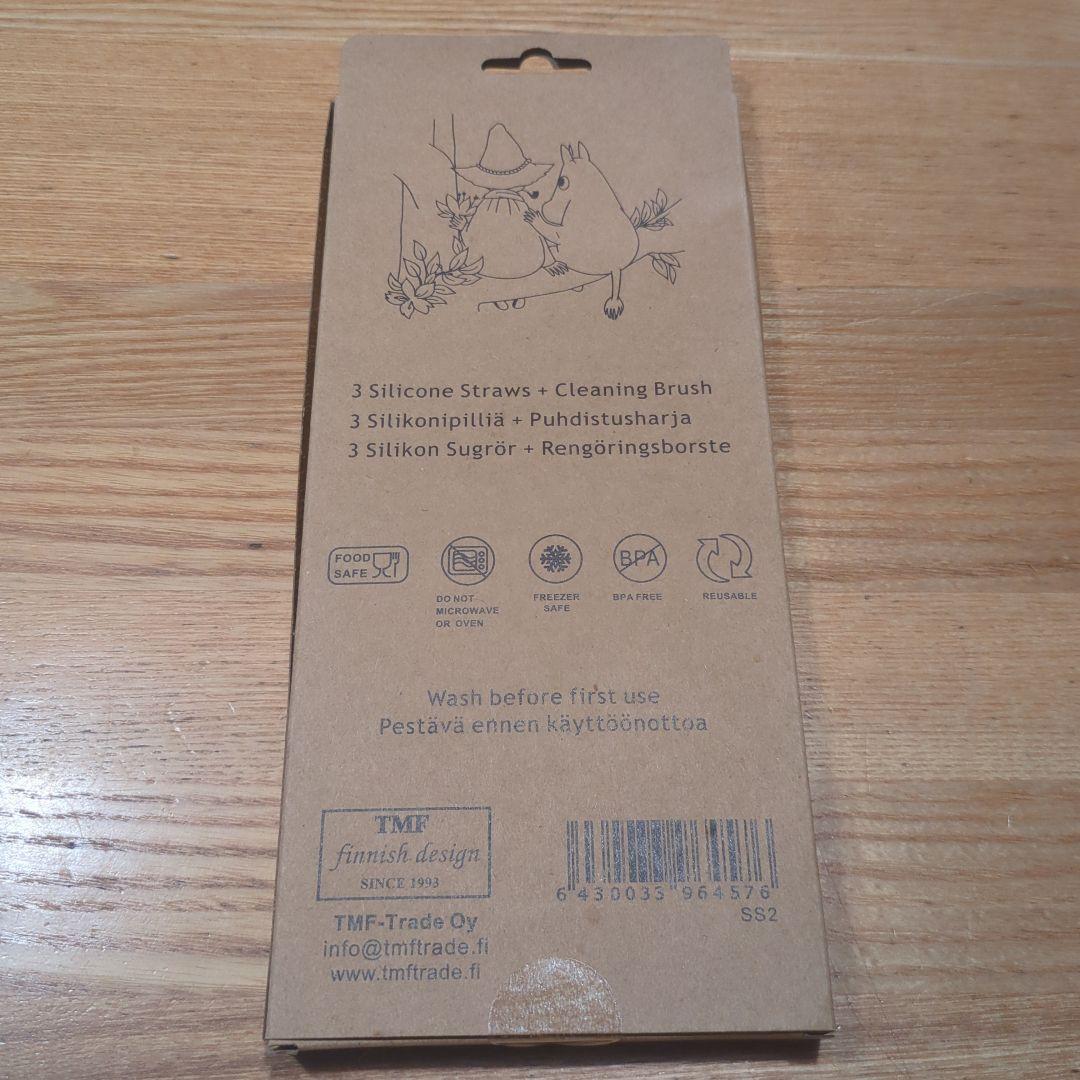 3 Silicone Straws + Cleaning Brush
3 Silikonipilliä + Puhdistusharja
3 Silikon Sugrör + Rengöringsborste
FOOD SAFE
DO NOT MICROWAVE OR OVEN
FREEZER SAFE
BPA
BPA FREE
REUSABLE
Wash before first use
Pestävä ennen käyttöönottoa
TMF
finnish design
SINCE 1993
TMF-Trade Oy
info@tmftrade.fi
www.tmftrade.fi
6 430033 964576
SS2